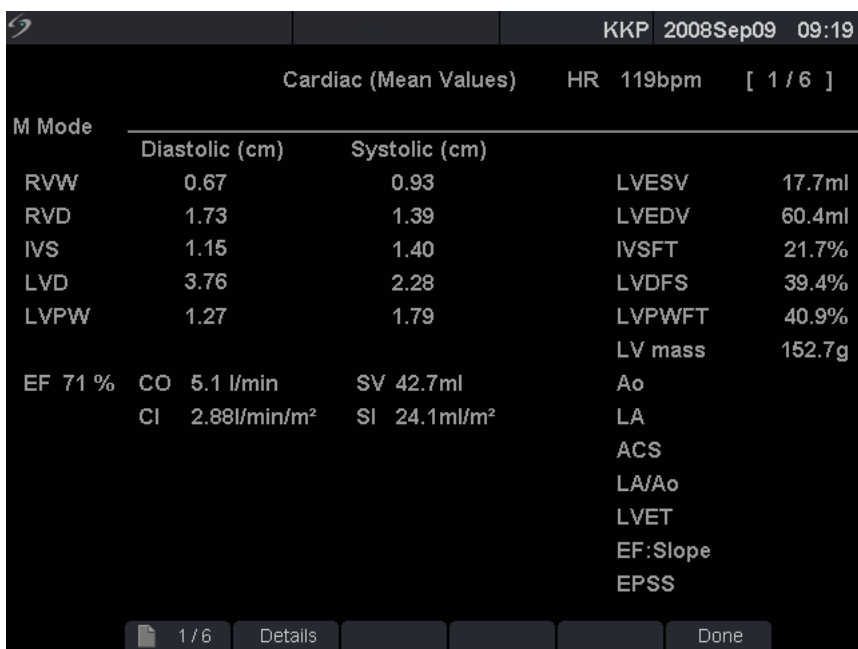 KKP 2008Sep09 09:19
Cardiac (Mean Values) HR 119bpm [ 1/6 ]
M Mode
Diastolic (cm) Systolic (cm)
RVW 0.67 0.93 LVESV 17.7ml
RVD 1.73 1.39 LVEDV 60.4ml
IVS 1.15 1.40 IVSFT 21.7%
LVD 3.76 2.28 LVDFS 39.4%
LVPW 1.27 1.79 LVPWFT 40.9%
LV mass 152.7g
EF 71 % CO 5.1 l/min SV 42.7ml Ao
CI 2.88l/min/m² SI 24.1ml/m² LA
ACS
LA/Ao
LVET
EF:Slope
EPSS
1/6 Details Done